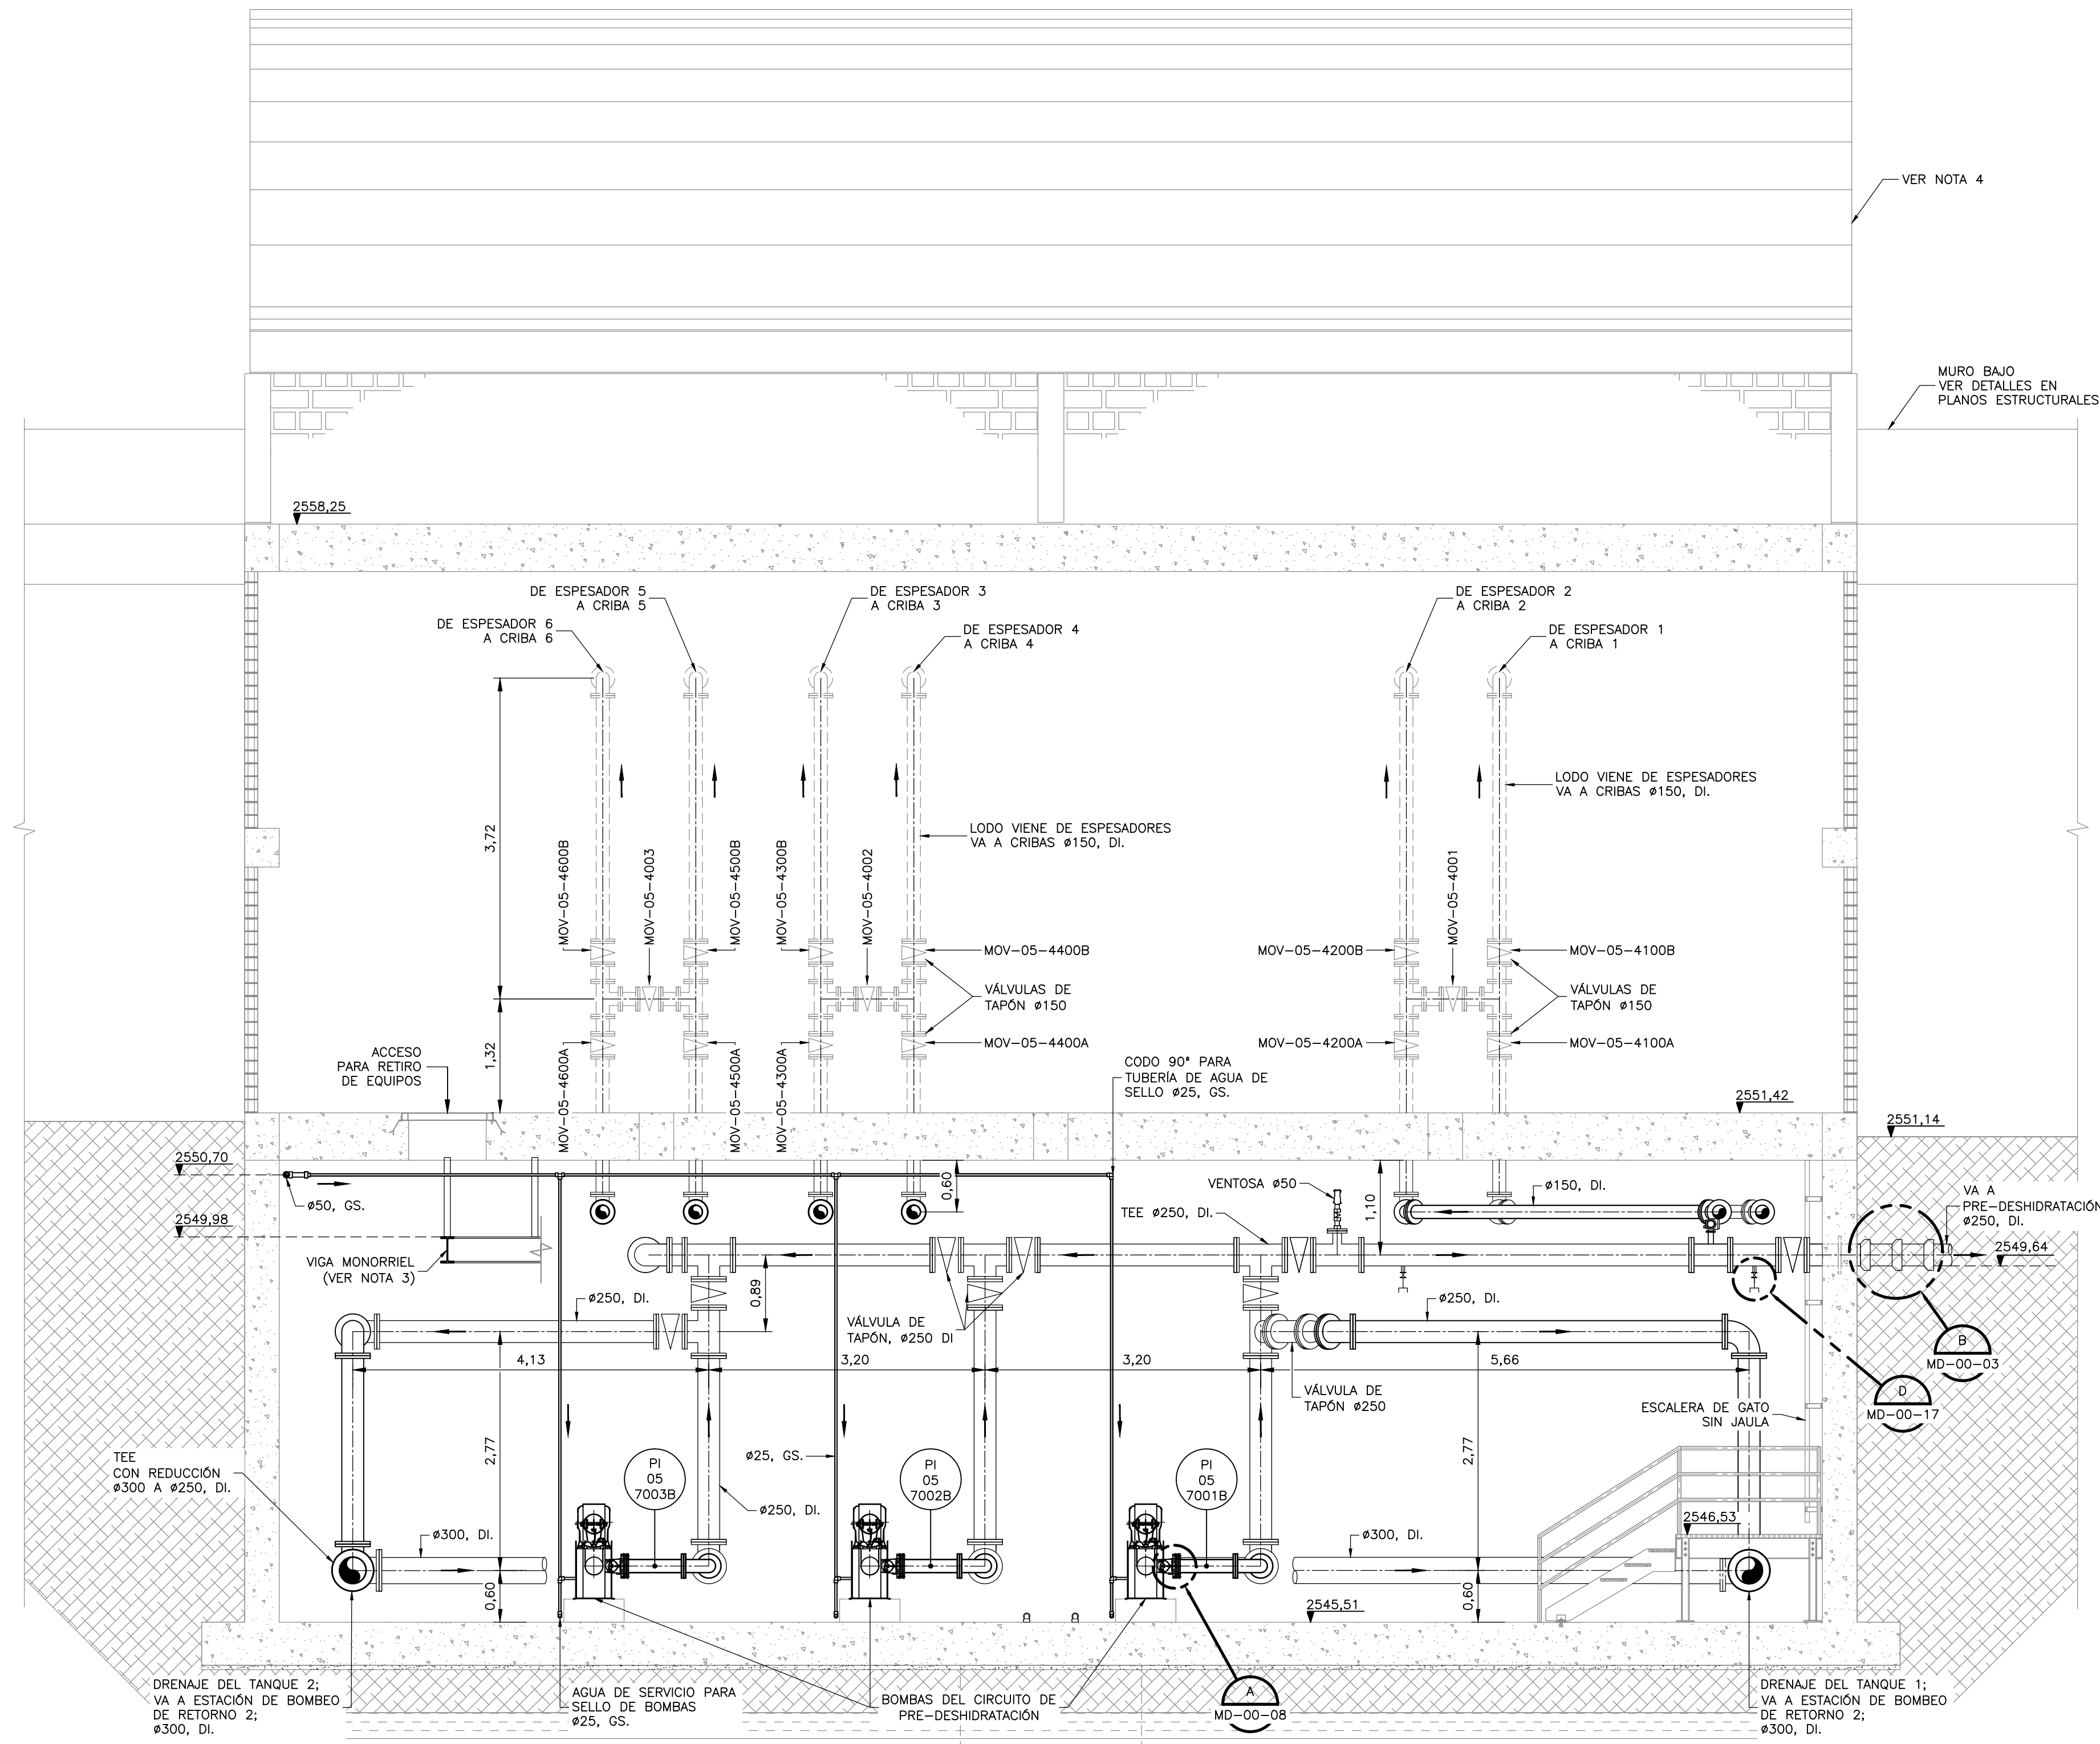 VER NOTA 4
MURO BAJO
VER DETALLES EN
PLANOS ESTRUCTURALES
2558,25
DE ESPESADOR 5
A CRIBA 5
DE ESPESADOR 3
A CRIBA 3
DE ESPESADOR 2
A CRIBA 2
DE ESPESADOR 6
A CRIBA 6
DE ESPESADOR 4
A CRIBA 4
DE ESPESADOR 1
A CRIBA 1
LODO VIENE DE ESPESADORES
VA A CRIBAS ø150, DI.
LODO VIENE DE ESPESADORES
VA A CRIBAS ø150, DI.
3,72
MOV-05-4600B
MOV-05-4003
MOV-05-4500B
MOV-05-4300B
MOV-05-4002
MOV-05-4001
MOV-05-4400B
MOV-05-4200B
MOV-05-4100B
VÁLVULAS DE
TAPÓN ø150
VÁLVULAS DE
TAPÓN ø150
1,32
MOV-05-4400A
MOV-05-4200A
MOV-05-4100A
MOV-05-4600A
MOV-05-4500A
MOV-05-4300A
ACCESO
PARA RETIRO
DE EQUIPOS
CODO 90° PARA
TUBERÍA DE AGUA DE
SELLO ø25, GS.
2551,42
2551,14
2550,70
ø50, GS.
0,60
VENTOSA ø50
1,10
ø150, DI.
VA A
PRE-DESHIDRATACIÓN
ø250, DI.
2549,98
TEE ø250, DI.
2549,64
VIGA MONORRIEL
(VER NOTA 3)
ø250, DI.
0,89
VÁLVULA DE
TAPÓN, ø250 DI
ø250, DI.
B
MD-00-03
4,13
3,20
3,20
5,66
VÁLVULA DE
TAPÓN ø250
D
MD-00-17
ESCALERA DE GATO
SIN JAULA
2,77
2,77
TEE
CON REDUCCIÓN
ø300 A ø250, DI.
ø25, GS.
PI
05
7003B
PI
05
7002B
PI
05
7001B
ø250, DI.
ø300, DI.
ø300, DI.
2546,53
0,60
0,60
2545,51
DRENAJE DEL TANQUE 2;
VA A ESTACIÓN DE BOMBEO
DE RETORNO 2;
ø300, DI.
AGUA DE SERVICIO PARA
SELLO DE BOMBAS
ø25, GS.
BOMBAS DEL CIRCUITO DE
PRE-DESHIDRATACIÓN
A
MD-00-08
DRENAJE DEL TANQUE 1;
VA A ESTACIÓN DE BOMBEO
DE RETORNO 2;
ø300, DI.